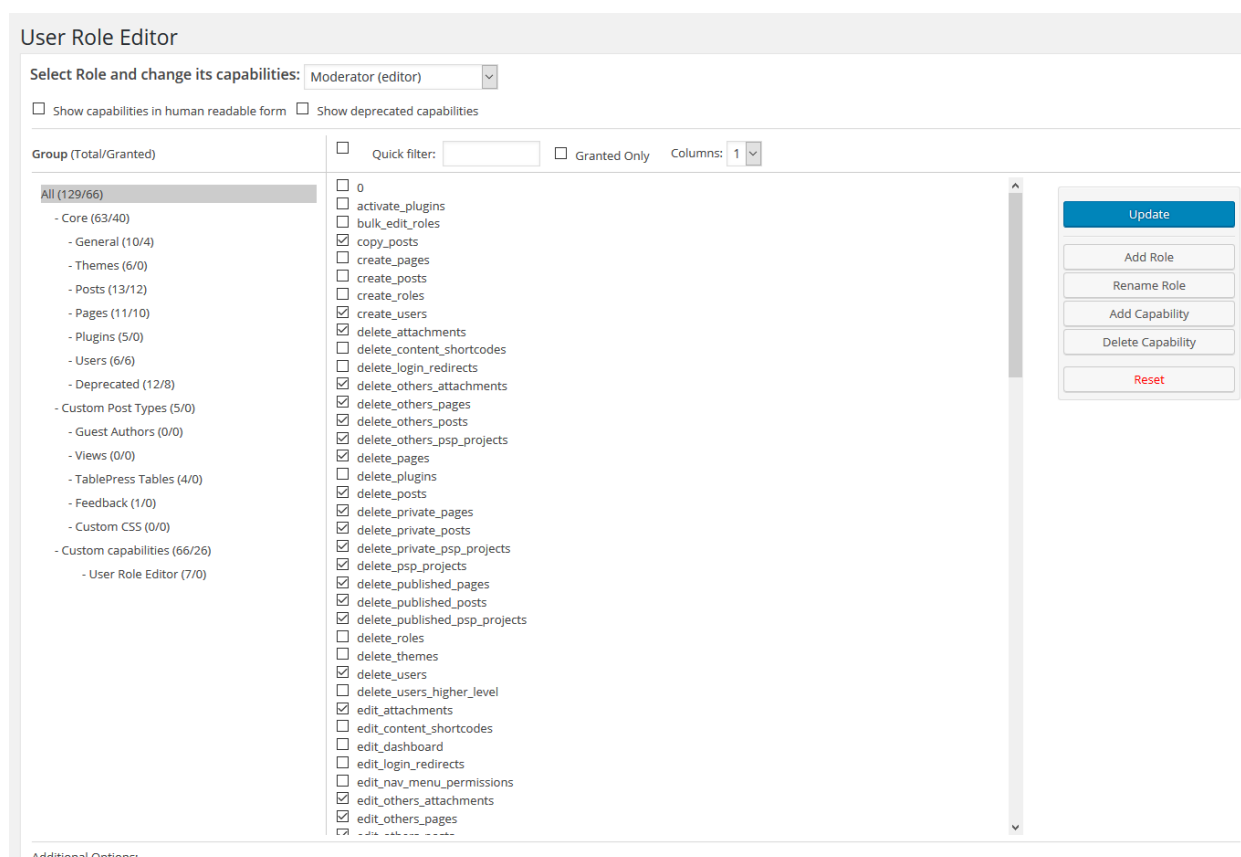 User Role Editor
Select Role and change its capabilities: Moderator (editor)
Show capabilities in human readable form Show deprecated capabilities
Group (Total/Granted)
Quick filter: Granted Only Columns: 1
All (129/66)
- Core (63/40)
- General (10/4)
- Themes (6/0)
- Posts (13/12)
- Pages (11/10)
- Plugins (5/0)
- Users (6/6)
- Deprecated (12/8)
- Custom Post Types (5/0)
- Guest Authors (0/0)
- Views (0/0)
- TablePress Tables (4/0)
- Feedback (1/0)
- Custom CSS (0/0)
- Custom capabilities (66/26)
- User Role Editor (7/0)
0
activate_plugins
bulk_edit_roles
copy_posts
create_pages
create_posts
create_roles
create_users
delete_attachments
delete_content_shortcodes
delete_login_redirects
delete_others_attachments
delete_others_pages
delete_others_posts
delete_others_psp_projects
delete_pages
delete_plugins
delete_posts
delete_private_pages
delete_private_posts
delete_private_psp_projects
delete_psp_projects
delete_published_pages
delete_published_posts
delete_published_psp_projects
delete_roles
delete_themes
delete_users
delete_users_higher_level
edit_attachments
edit_content_shortcodes
edit_dashboard
edit_login_redirects
edit_nav_menu_permissions
edit_others_attachments
edit_others_pages
edit_others_posts
Update
Add Role
Rename Role
Add Capability
Delete Capability
Reset
Additional Options: